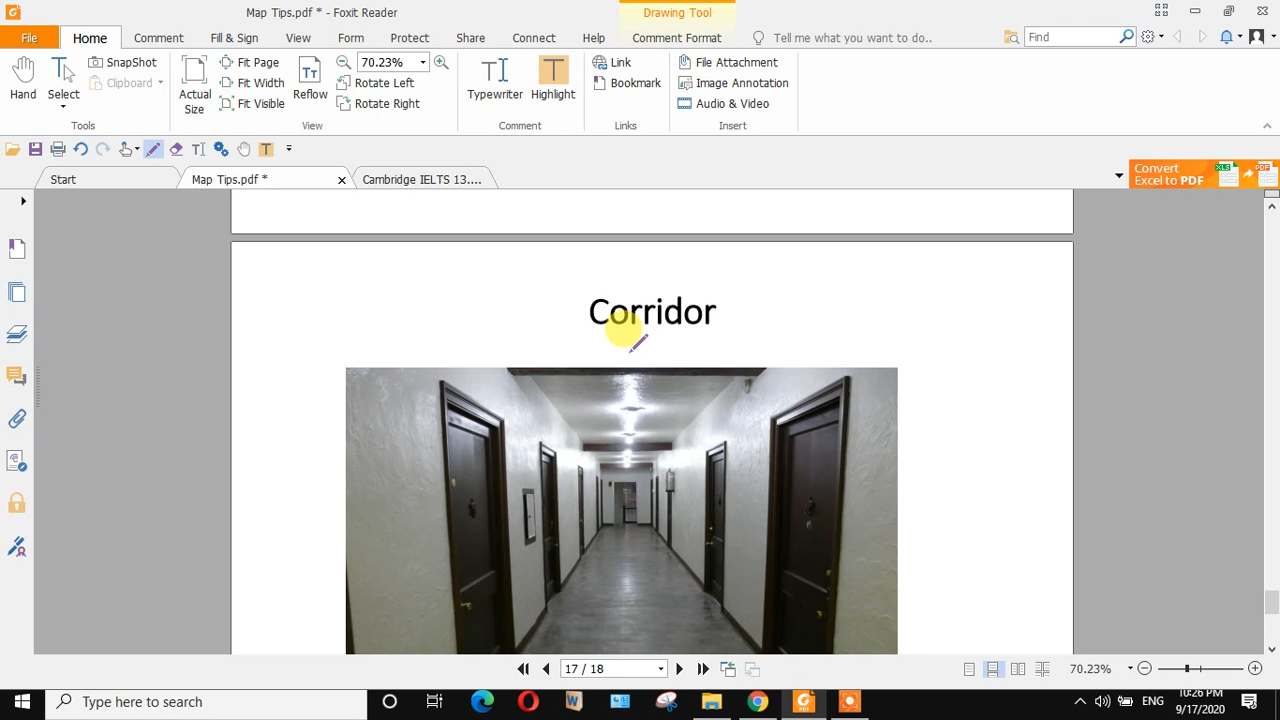 Map Tips.pdf * - Foxit Reader
Drawing Tool
File
Home
Comment
Fill & Sign
View
Form
Protect
Share
Connect
Help
Comment Format
Tell me what you want to do..
Find
Hand
Select
SnapShot
Clipboard
Tools
Actual Size
Fit Page
Fit Width
Fit Visible
Reflow
70.23%
Rotate Left
Rotate Right
View
Typewriter
Highlight
Comment
Link
Bookmark
Links
File Attachment
Image Annotation
Audio & Video
Insert
Start
Map Tips.pdf *
Cambridge IELTS 13....
Convert
Excel to PDF
XLS
PDF
Corridor
17 / 18
70.23%
Type here to search
ENG
10:26 PM
9/17/2020